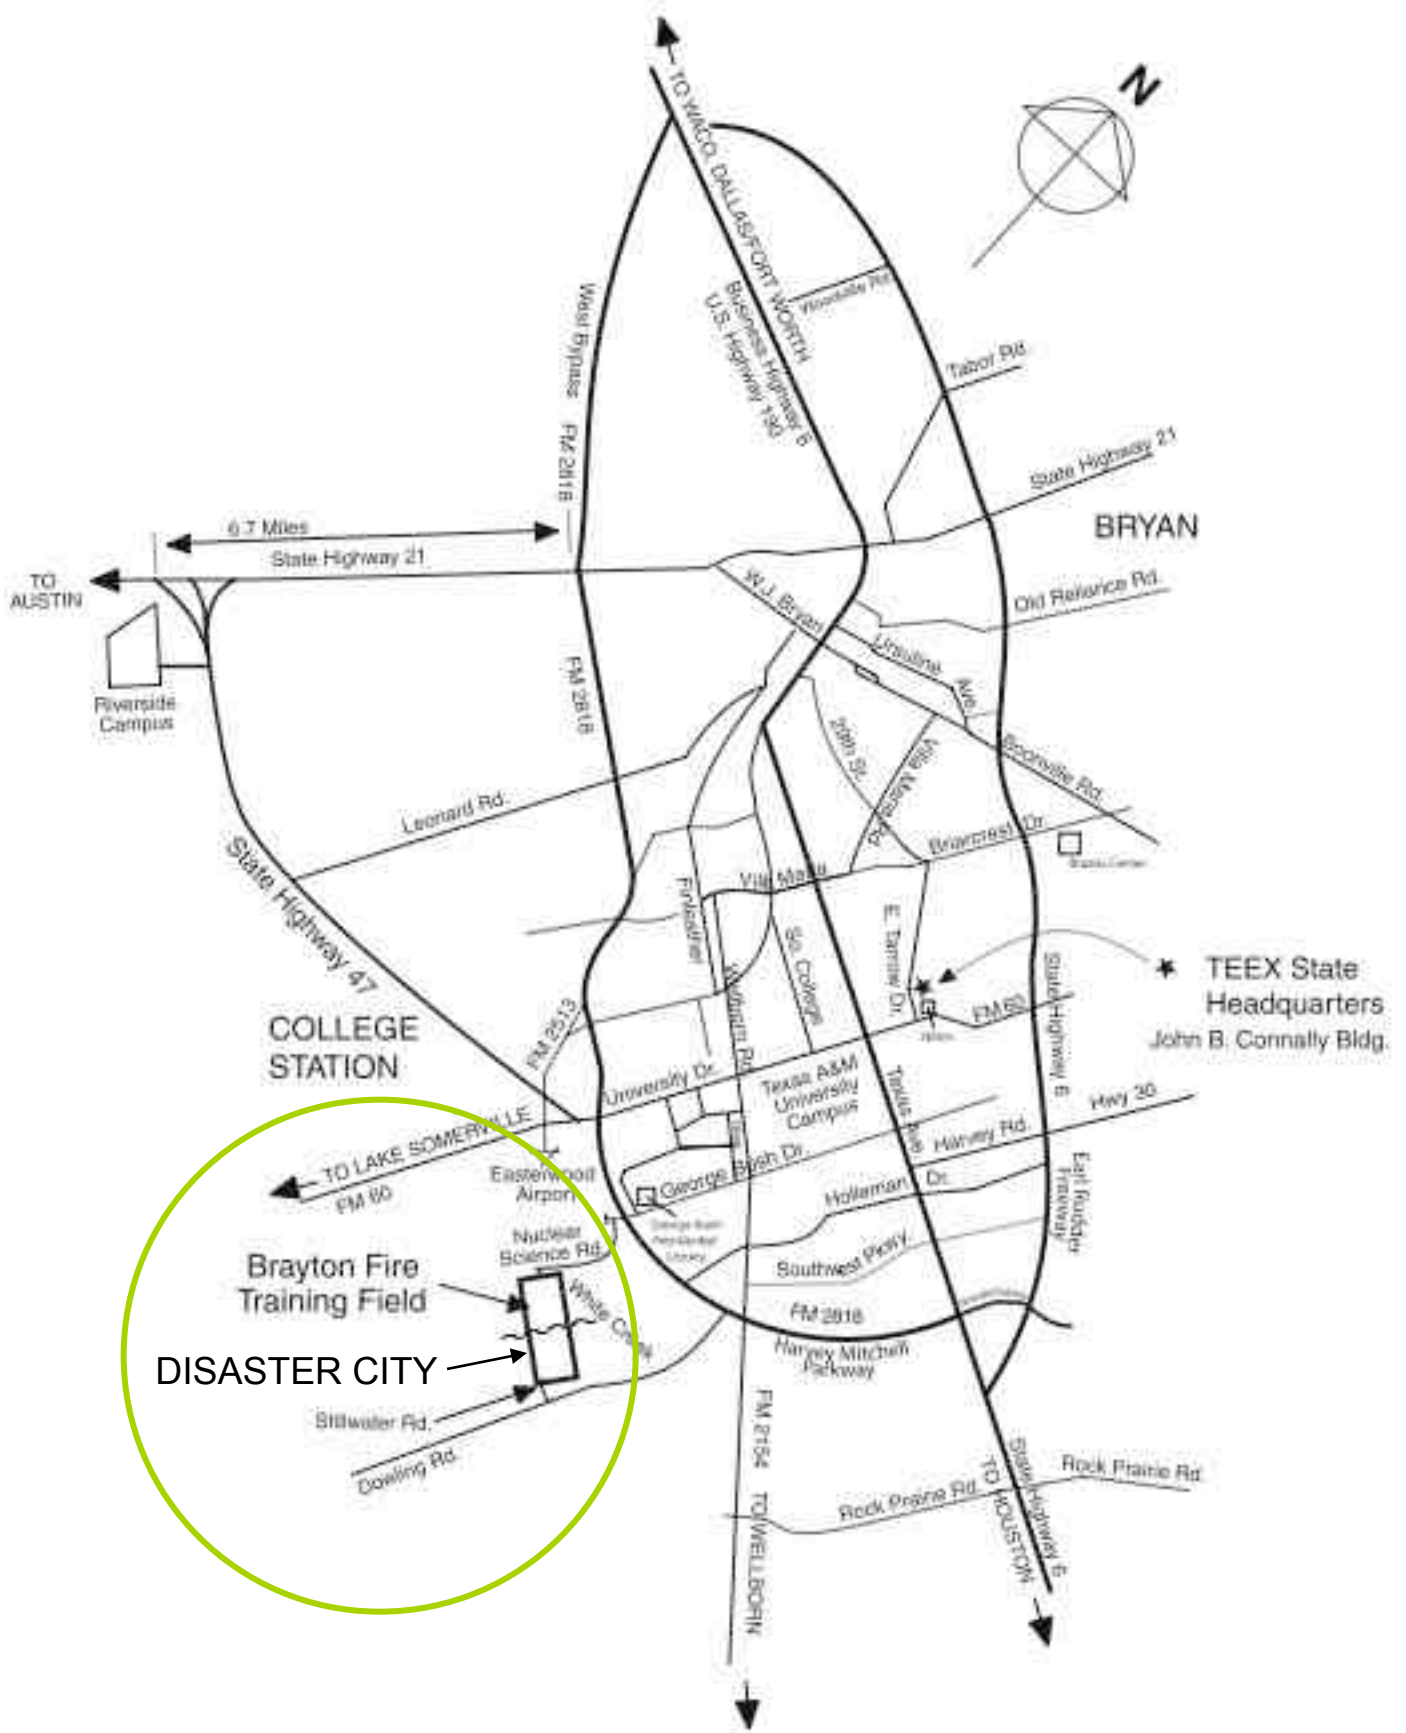 N
TO WACO, DALLAS/FORT WORTH
Business Highway 6
U.S. Highway 190
Woodville Rd.
West Bypass
FM 2818
Tabor Rd.
State Highway 21
BRYAN
6.7 Miles
State Highway 21
TO
AUSTIN
Riverside
Campus
W.J. Bryan
Old Reliance Rd.
Ursuline
Ave.
FM 2818
29th St.
Villa Maria
Boonville Rd.
Leonard Rd.
Briarcrest Dr.
State Highway 47
Villa Maria
Finfeather
So. College
E. Tarrow Dr.
Wellborn Rd.
State Highway 6
TEEX State
Headquarters
John B. Connally Bldg.
FM 60
COLLEGE
STATION
FM 2513
University Dr.
Texas A&M
University
Campus
Texas Ave
Hwy 30
Harvey Rd.
TO LAKE SOMERVILLE
FM 60
Easterwood
Airport
George Bush Dr.
Holleman Dr.
Earl Rudder
Freeway
George Bush
Presidential
Library
Nuclear
Science Rd.
Southwest Pkwy.
Brayton Fire
Training Field
White Creek
FM 2818
Harvey Mitchell
Parkway
DISASTER CITY
Stillwater Rd.
Dowling Rd.
FM 2154
TO WELLBORN
Rock Prairie Rd.
Rock Prairie Rd.
State Highway 6
TO HOUSTON